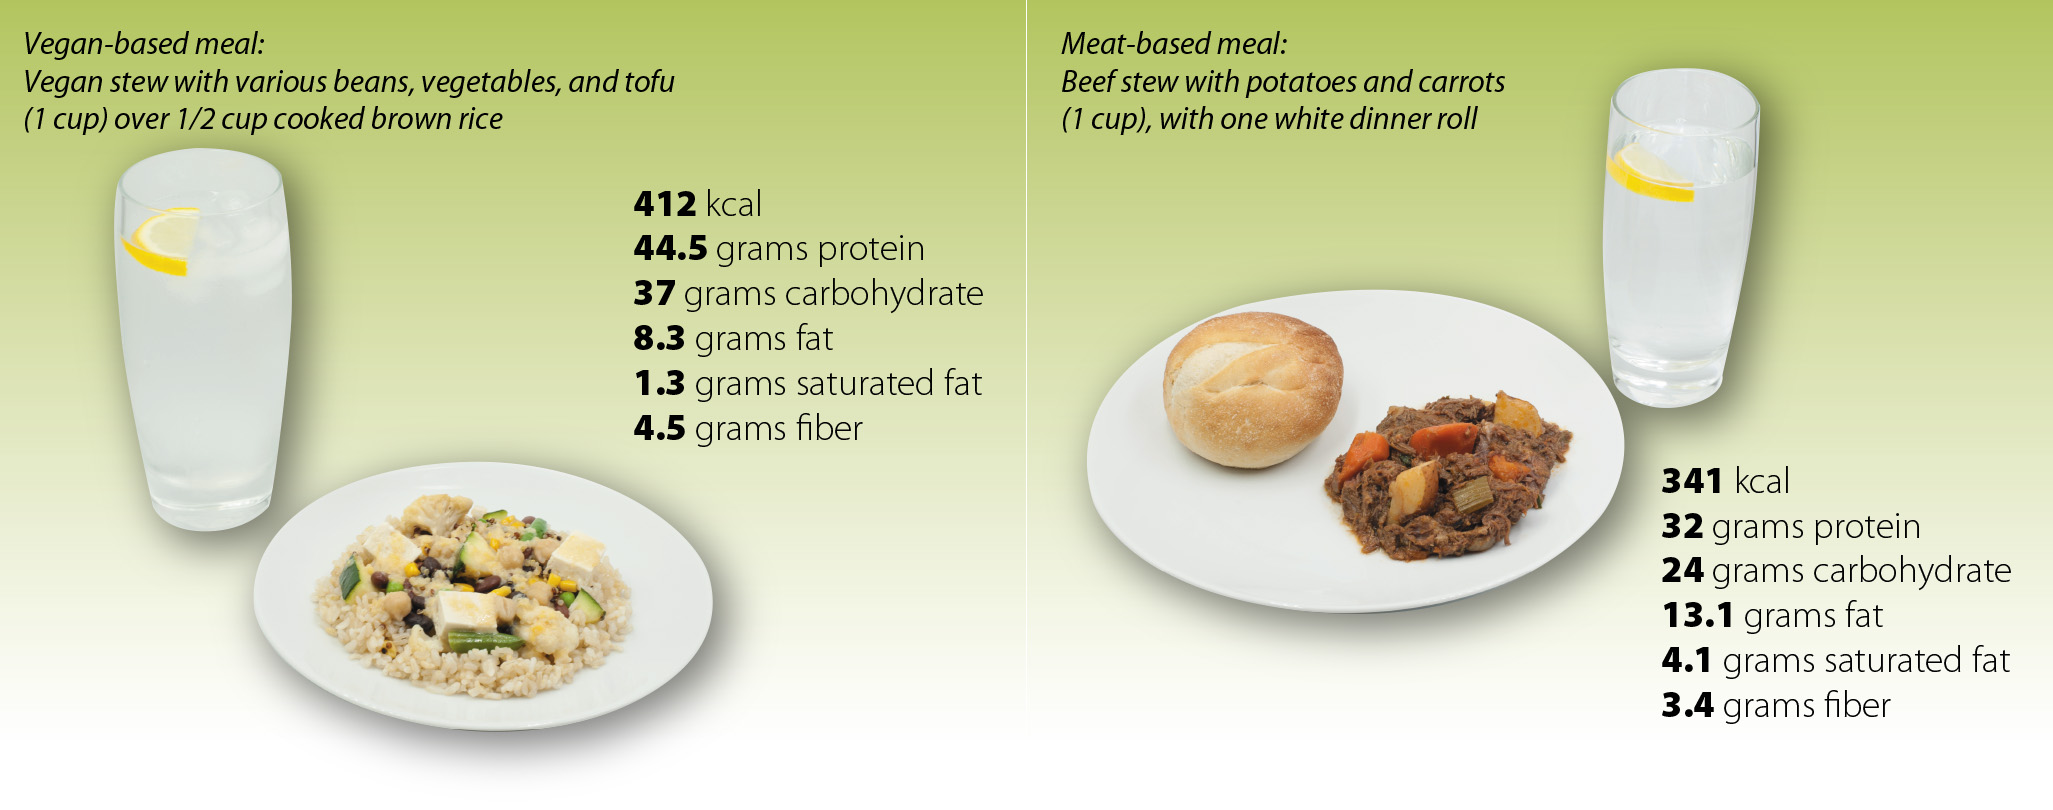 Vegan-based meal:
Vegan stew with various beans, vegetables, and tofu
(1 cup) over 1/2 cup cooked brown rice
412 kcal
44.5 grams protein
37 grams carbohydrate
8.3 grams fat
1.3 grams saturated fat
4.5 grams fiber
Meat-based meal:
Beef stew with potatoes and carrots
(1 cup), with one white dinner roll
341 kcal
32 grams protein
24 grams carbohydrate
13.1 grams fat
4.1 grams saturated fat
3.4 grams fiber